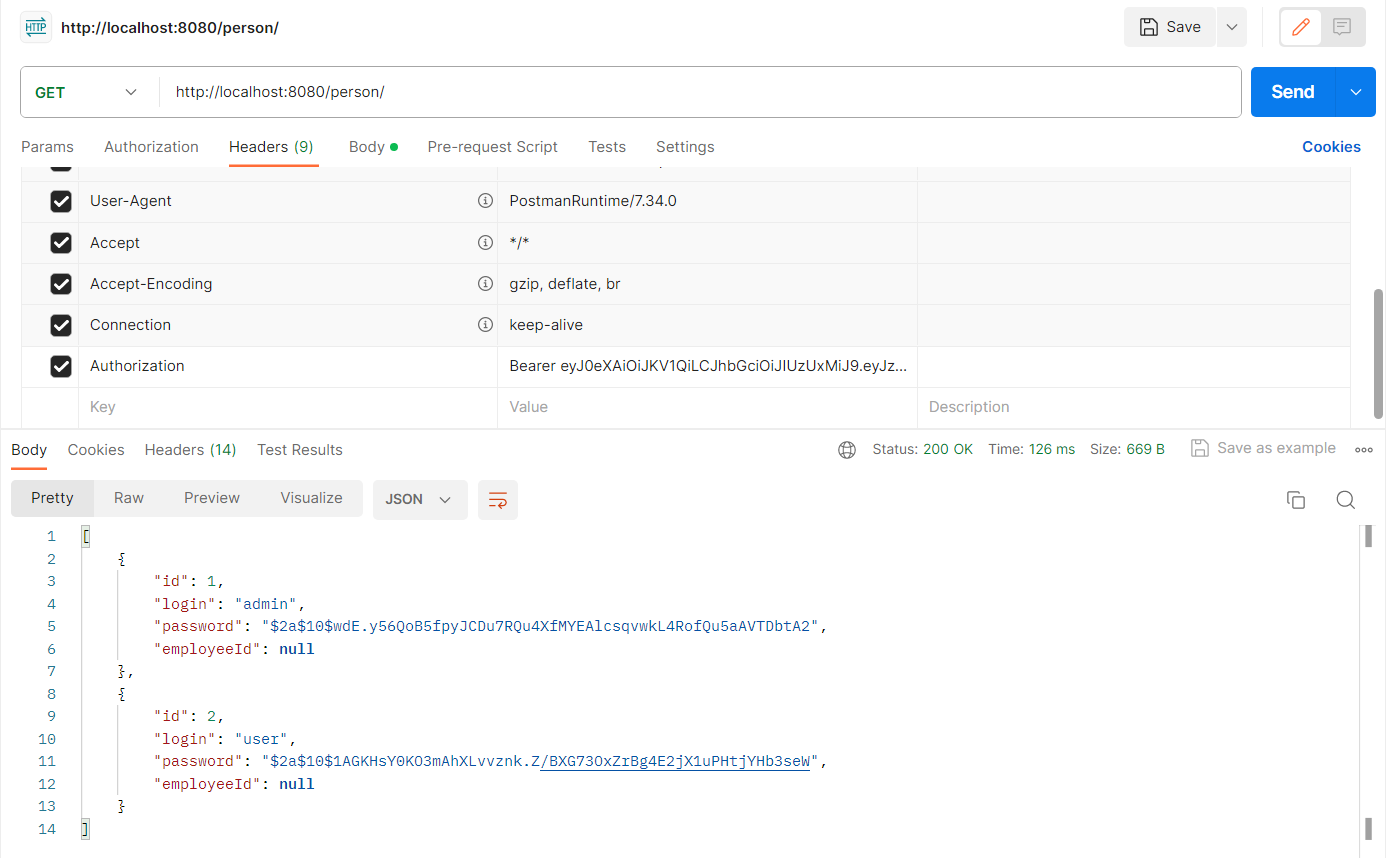 HTTP http://localhost:8080/person/ Save
GET http://localhost:8080/person/ Send
Params Authorization Headers (9) Body Pre-request Script Tests Settings Cookies
User-Agent PostmanRuntime/7.34.0
Accept */*
Accept-Encoding gzip, deflate, br
Connection keep-alive
Authorization Bearer eyJ0eXAiOiJKV1QiLCJhbGciOiJIUzUxMiJ9.eyJz...
Key Value Description
Body Cookies Headers (14) Test Results Status: 200 OK Time: 126 ms Size: 669 B Save as example
Pretty Raw Preview Visualize JSON
1 [
2 {
3 "id": 1,
4 "login": "admin",
5 "password": "$2a$10$wdE.y56QoB5fpyJCDu7RQu4XfMYEAlcsqvwkL4RofQu5aAVTDbtA2",
6 "employeeId": null
7 },
8 {
9 "id": 2,
10 "login": "user",
11 "password": "$2a$10$1AGKHsY0KO3mAhXLvvznk.Z/BXG73OxZrBg4E2jX1uPHtjYHb3seW",
12 "employeeId": null
13 }
14 ]